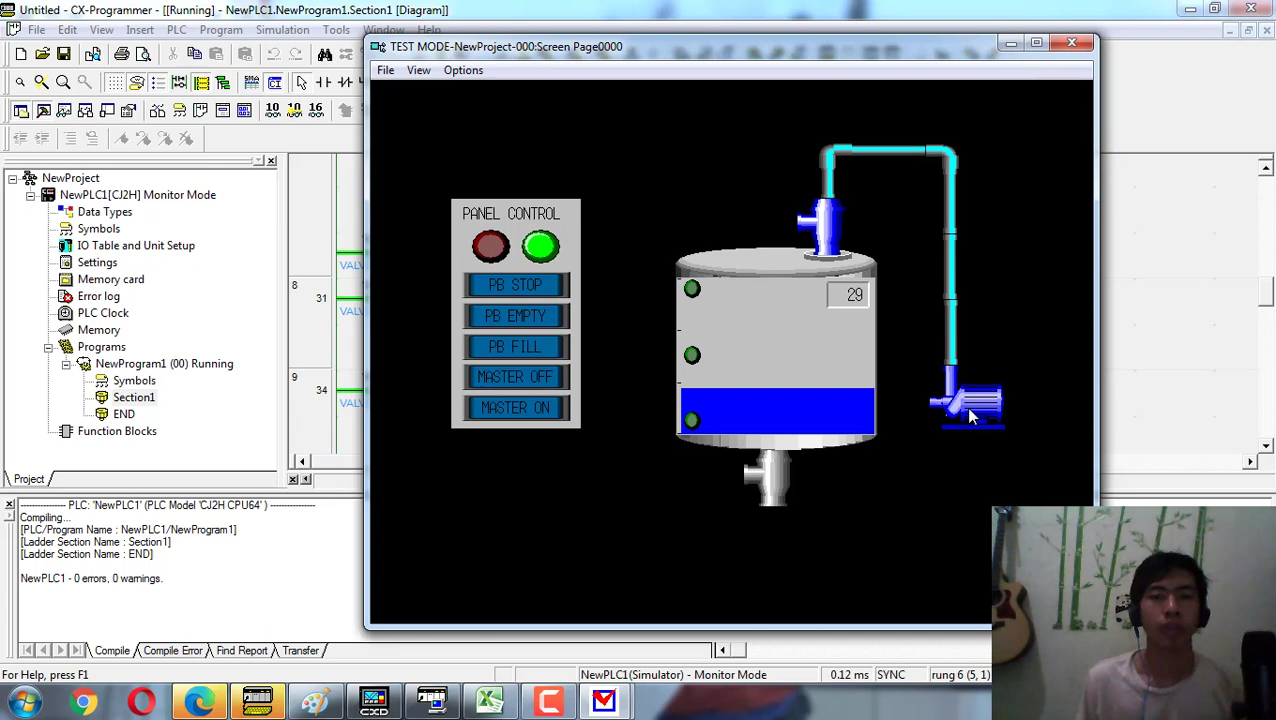 Untitled - CX-Programmer - [[Running] - NewPLC1.NewProgram1.Section1 [Diagram]]
File Edit View Insert PLC Program Simulation Tools Window Help
TEST MODE-NewProject-000:Screen Page0000
File View Options
10 10 16
NewProject
NewPLC1[CJ2H] Monitor Mode
Data Types
Symbols
IO Table and Unit Setup
Settings
Memory card
Error log
Clock
Memory
Programs
NewProgram1 (00) Running
Symbols
Section1
END
Function Blocks
Project
8
31
9
34
PANEL CONTROL
PB STOP
PB EMPTY
PB FILL
MASTER OFF
MASTER ON
29
PLC: 'NewPLC1' (PLC Model 'CJ2H CPU64')
Compiling...
[PLC/Program Name : NewPLC1/NewProgram1]
[Ladder Section Name : Section1]
[Ladder Section Name : END]
NewPLC1 - 0 errors, 0 warnings.
Compile Compile Error Find Report Transfer
For Help, press F1
NewPLC1(Simulator) - Monitor Mode
0.12 ms
SYNC
rung 6 (5, 1)
CXD